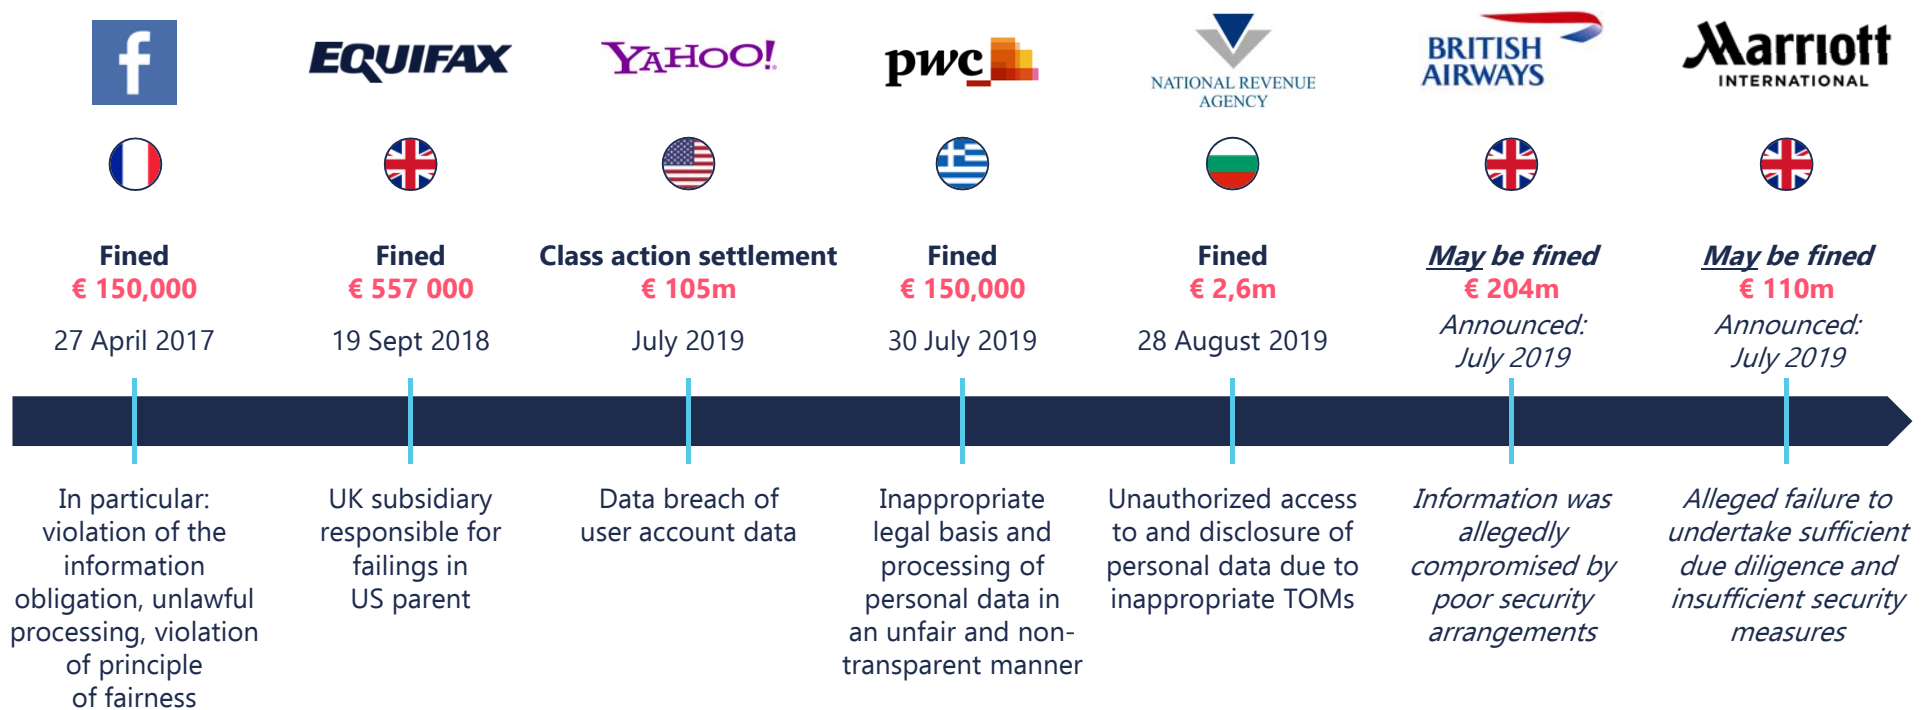 f
EQUIFAX
YAHOO!
pwc
NATIONAL REVENUE
AGENCY
BRITISH
AIRWAYS
Marriott
INTERNATIONAL
Fined
€ 150,000
27 April 2017
Fined
€ 557 000
19 Sept 2018
Class action settlement
€ 105m
July 2019
Fined
€ 150,000
30 July 2019
Fined
€ 2,6m
28 August 2019
May be fined
€ 204m
Announced:
July 2019
May be fined
€ 110m
Announced:
July 2019
In particular:
violation of the
information
obligation, unlawful
processing, violation
of principle
of fairness
UK subsidiary
responsible for
failings in
US parent
Data breach of
user account data
Inappropriate
legal basis and
processing of
personal data in
an unfair and non-
transparent manner
Unauthorized access
to and disclosure of
personal data due to
inappropriate TOMs
Information was
allegedly
compromised by
poor security
arrangements
Alleged failure to
undertake sufficient
due diligence and
insufficient security
measures